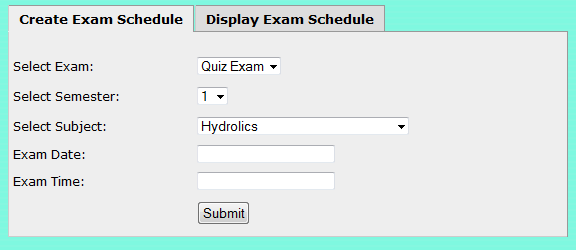 Create Exam Schedule Display Exam Schedule
Select Exam: Quiz Exam
Select Semester: 1
Select Subject: Hydrolics
Exam Date:
Exam Time:
Submit